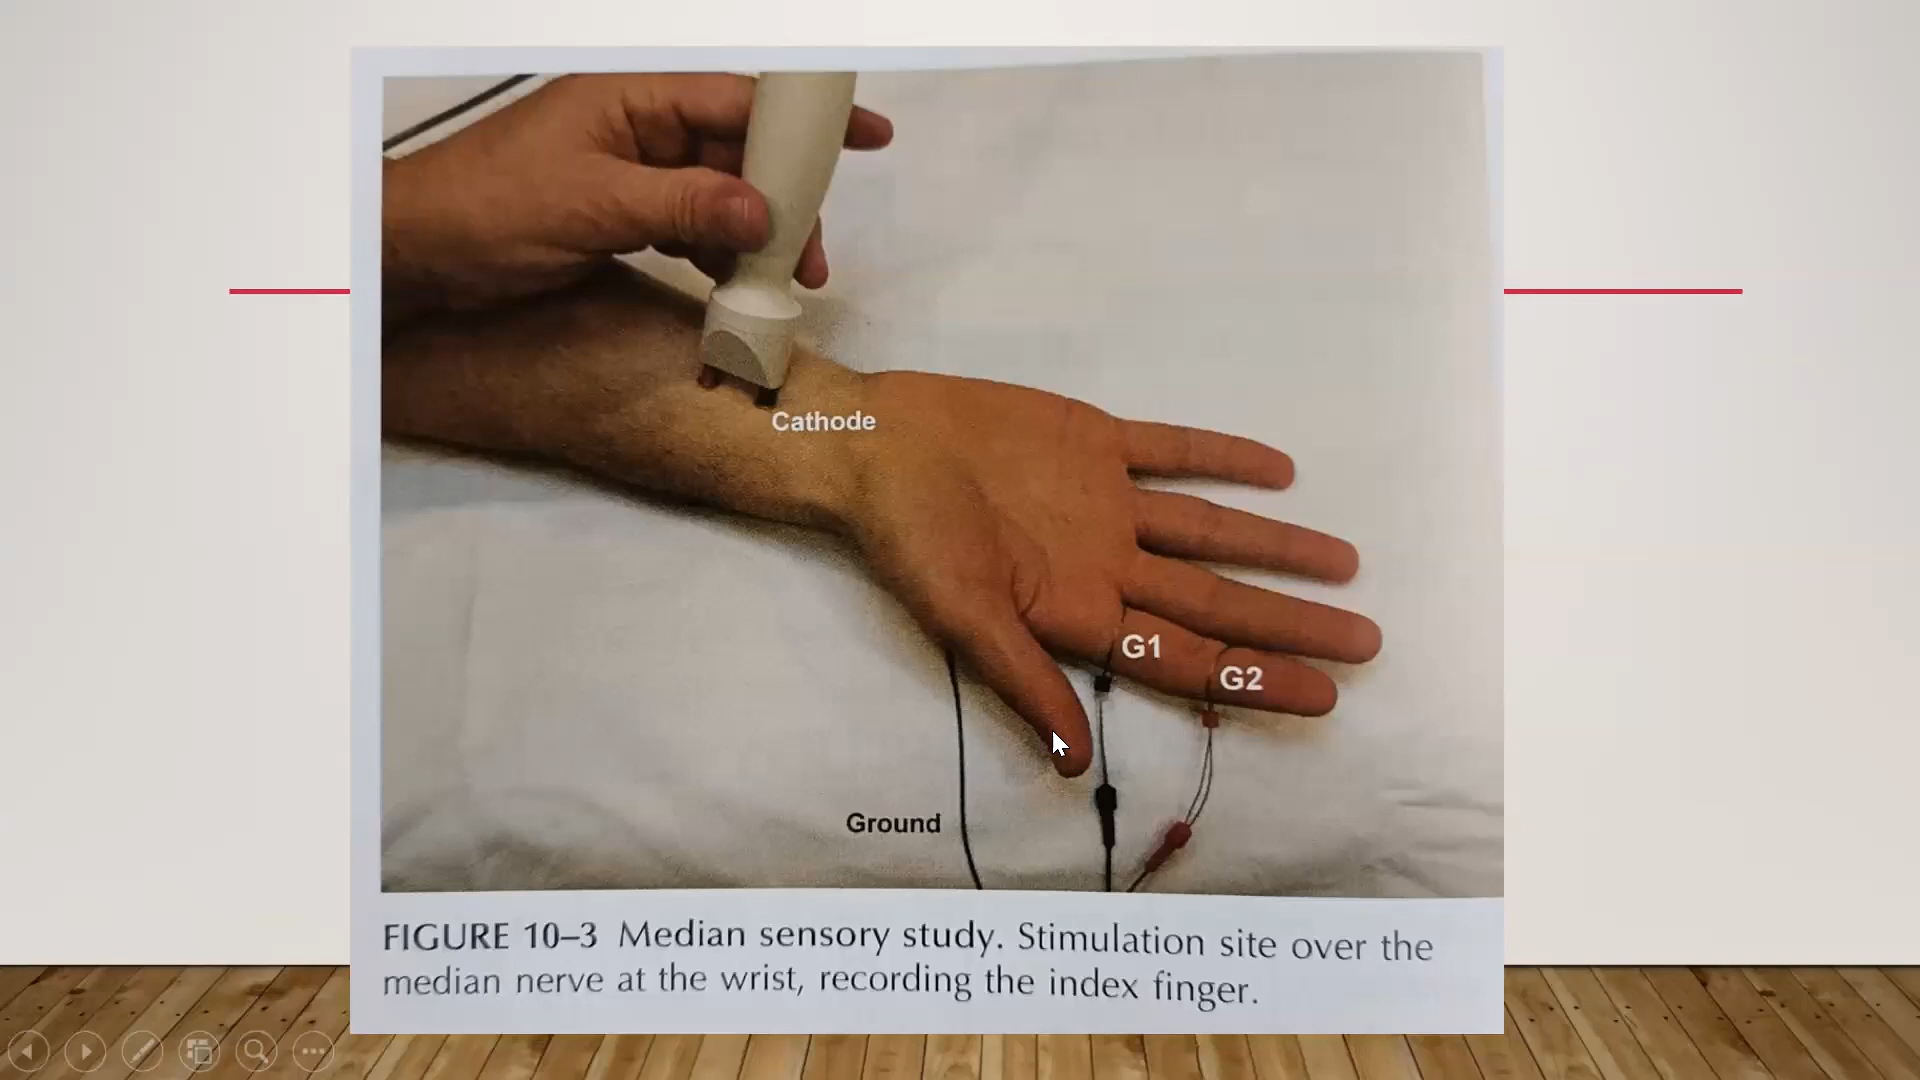 Cathode
G1
G2
Ground
FIGURE 10–3 Median sensory study. Stimulation site over the
median nerve at the wrist, recording the index finger.